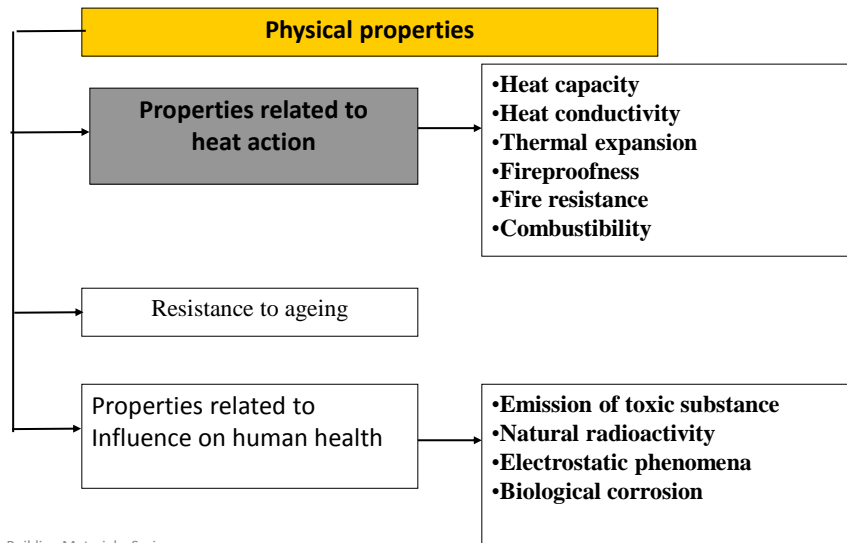 Physical properties
Properties related to
heat action
•Heat capacity
•Heat conductivity
•Thermal expansion
•Fireproofness
•Fire resistance
•Combustibility
Resistance to ageing
Properties related to
Influence on human health
•Emission of toxic substance
•Natural radioactivity
•Electrostatic phenomena
•Biological corrosion